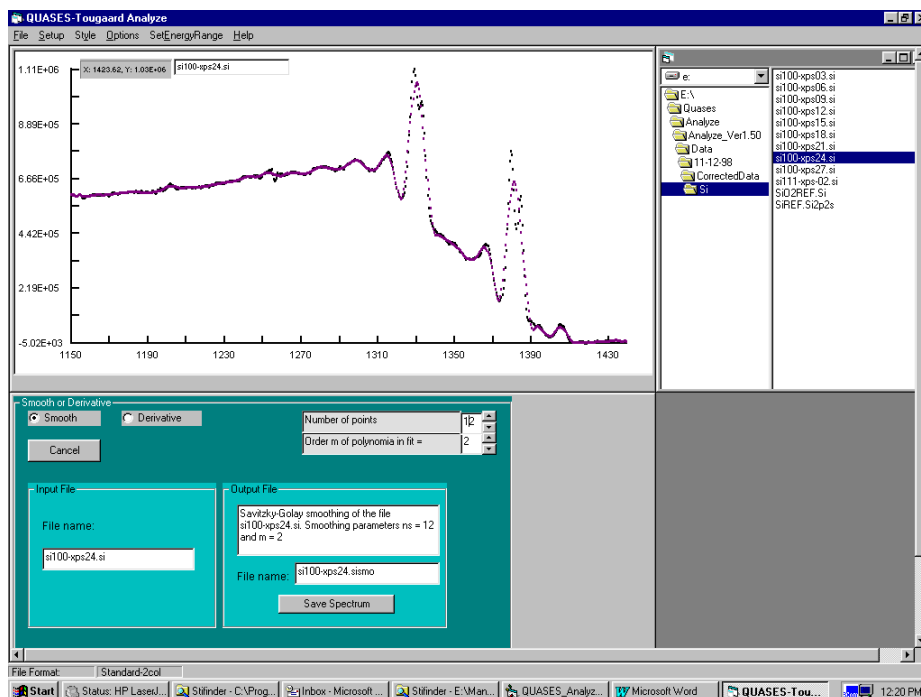 QUASES-Tougaard Analyze
File Setup Style Options SetEnergyRange Help
X: 1423.62, Y: 1.03E+06
si100-xps24.si
1.11E+06
8.89E+05
6.66E+05
4.42E+05
2.19E+05
-5.02E+03
1150 1190 1230 1270 1310 1350 1390 1430
e:
E:\
Quases
Analyze
Analyze_Ver1.50
Data
11-12-98
CorrectedData
Si
si100-xps03.si
si100-xps06.si
si100-xps09.si
si100-xps12.si
si100-xps15.si
si100-xps18.si
si100-xps21.si
si100-xps24.si
si100-xps27.si
si111-xps-02.si
SiO2REF.Si
SiREF.Si2p2s
Smooth or Derivative
Smooth Derivative
Number of points 12
Order m of polynomia in fit = 2
Cancel
Input File
File name:
si100-xps24.si
Output File
Savitzky-Golay smoothing of the file
si100-xps24.si. Smoothing parameters ns = 12
and m = 2
File name: si100-xps24.sismo
Save Spectrum
File Format: Standard-2col
Start Status: HP LaserJ... Stifinder - C:\Prog... Inbox - Microsoft ... Stifinder - E:\Man... QUASES_Analyz... Microsoft Word QUASES-Tou... 12:20 PM